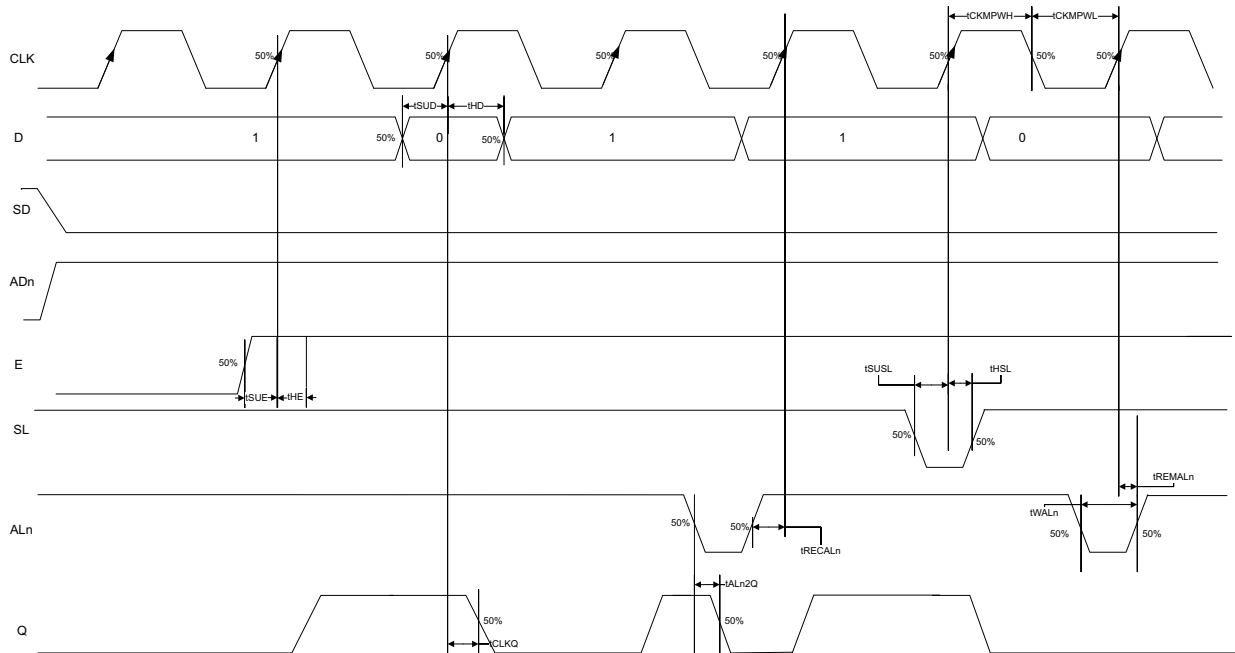 tCKMPWH
tCKMPWL
CLK
50%
50%
50%
50%
50%
50%
tSUD
tHD
D
1
50%
0
50%
1
1
0
SD
ADn
E
50%
tSUE
tHE
tSUSL
tHSL
SL
50%
50%
tREMALn
tWALn
ALn
50%
50%
50%
50%
tRECALn
tALn2Q
Q
50%
50%
tCLKQ